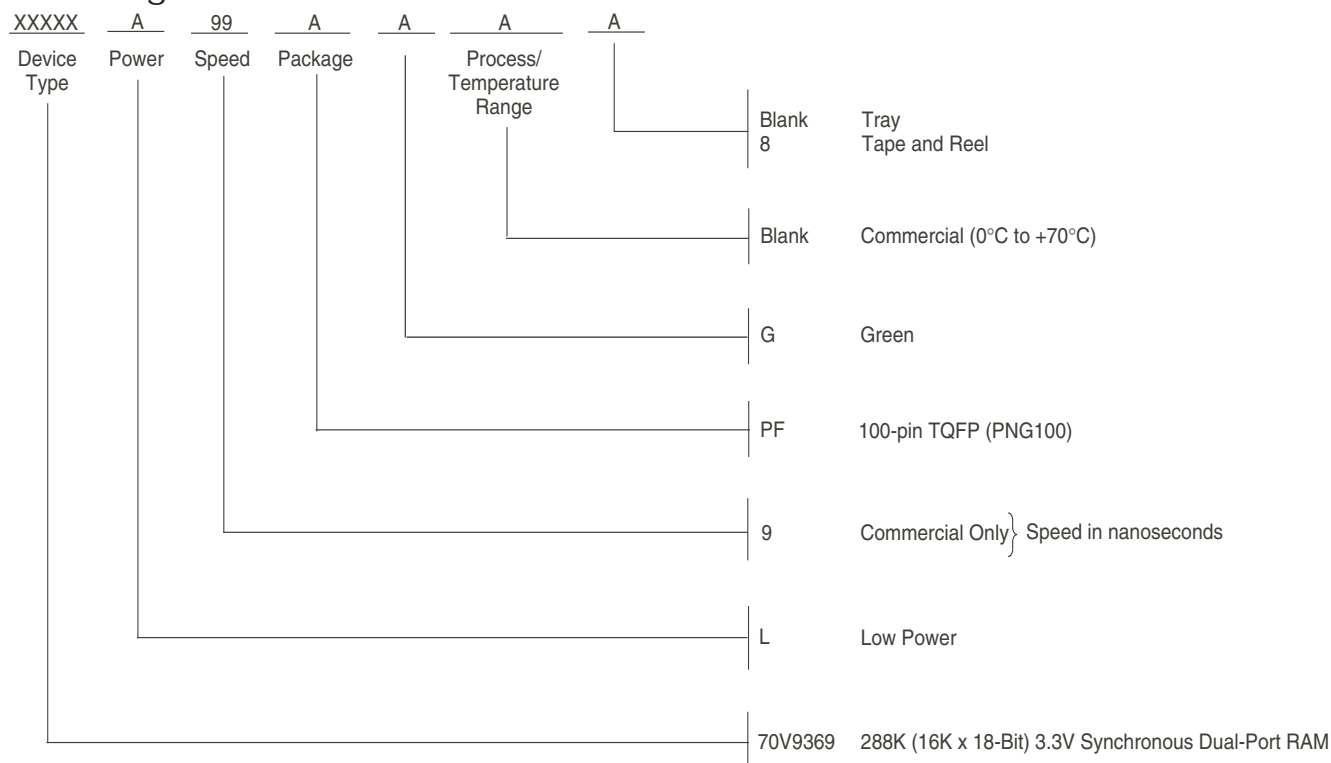 XXXXX A 99 A A A A
Device Type Power Speed Package Process/ Temperature Range
Blank Tray
8 Tape and Reel
Blank Commercial (0°C to +70°C)
G Green
PF 100-pin TQFP (PNG100)
9 Commercial Only} Speed in nanoseconds
L Low Power
70V9369 288K (16K x 18-Bit) 3.3V Synchronous Dual-Port RAM